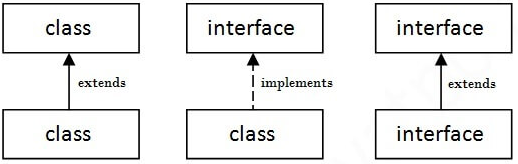 class interface interface
extends implements extends
class class interface